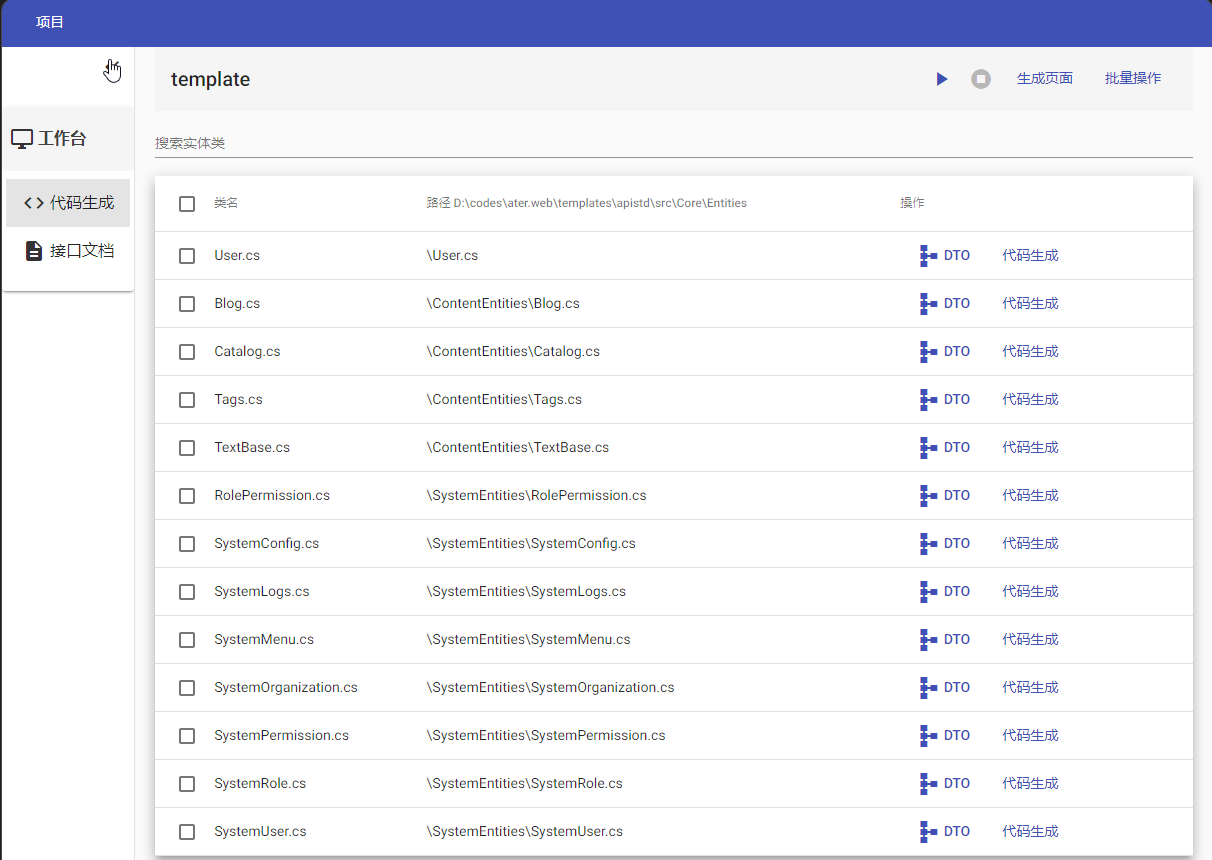 项目
template 生成页面 批量操作
工作台
搜索实体类
代码生成
接口文档
类名 路径 D:\codes\ater.web\templates\apistd\src\Core\Entities 操作
User.cs \User.cs DTO 代码生成
Blog.cs \ContentEntities\Blog.cs DTO 代码生成
Catalog.cs \ContentEntities\Catalog.cs DTO 代码生成
Tags.cs \ContentEntities\Tags.cs DTO 代码生成
TextBase.cs \ContentEntities\TextBase.cs DTO 代码生成
RolePermission.cs \SystemEntities\RolePermission.cs DTO 代码生成
SystemConfig.cs \SystemEntities\SystemConfig.cs DTO 代码生成
SystemLogs.cs \SystemEntities\SystemLogs.cs DTO 代码生成
SystemMenu.cs \SystemEntities\SystemMenu.cs DTO 代码生成
SystemOrganization.cs \SystemEntities\SystemOrganization.cs DTO 代码生成
SystemPermission.cs \SystemEntities\SystemPermission.cs DTO 代码生成
SystemRole.cs \SystemEntities\SystemRole.cs DTO 代码生成
SystemUser.cs \SystemEntities\SystemUser.cs DTO 代码生成